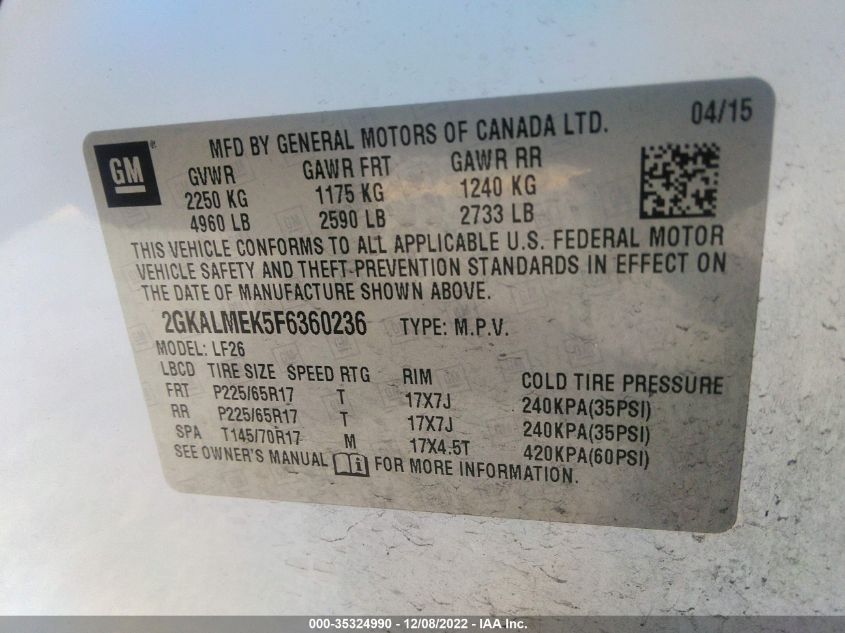 GM ®
MFD BY GENERAL MOTORS OF CANADA LTD. 04/15
GVWR GAWR FRT GAWR RR
2250 KG 1175 KG 1240 KG
4960 LB 2590 LB 2733 LB
THIS VEHICLE CONFORMS TO ALL APPLICABLE U.S. FEDERAL MOTOR
VEHICLE SAFETY AND THEFT-PREVENTION STANDARDS IN EFFECT ON
THE DATE OF MANUFACTURE SHOWN ABOVE.
2GKALMEK5F6360236 TYPE: M.P.V.
MODEL: LF26
LBCD TIRE SIZE SPEED RTG RIM COLD TIRE PRESSURE
FRT P225/65R17 T 17X7J 240KPA(35PSI)
RR P225/65R17 T 17X7J 240KPA(35PSI)
SPA T145/70R17 M 17X4.5T 420KPA(60PSI)
SEE OWNER'S MANUAL FOR MORE INFORMATION.
000-35324990 - 12/08/2022 - IAA Inc.